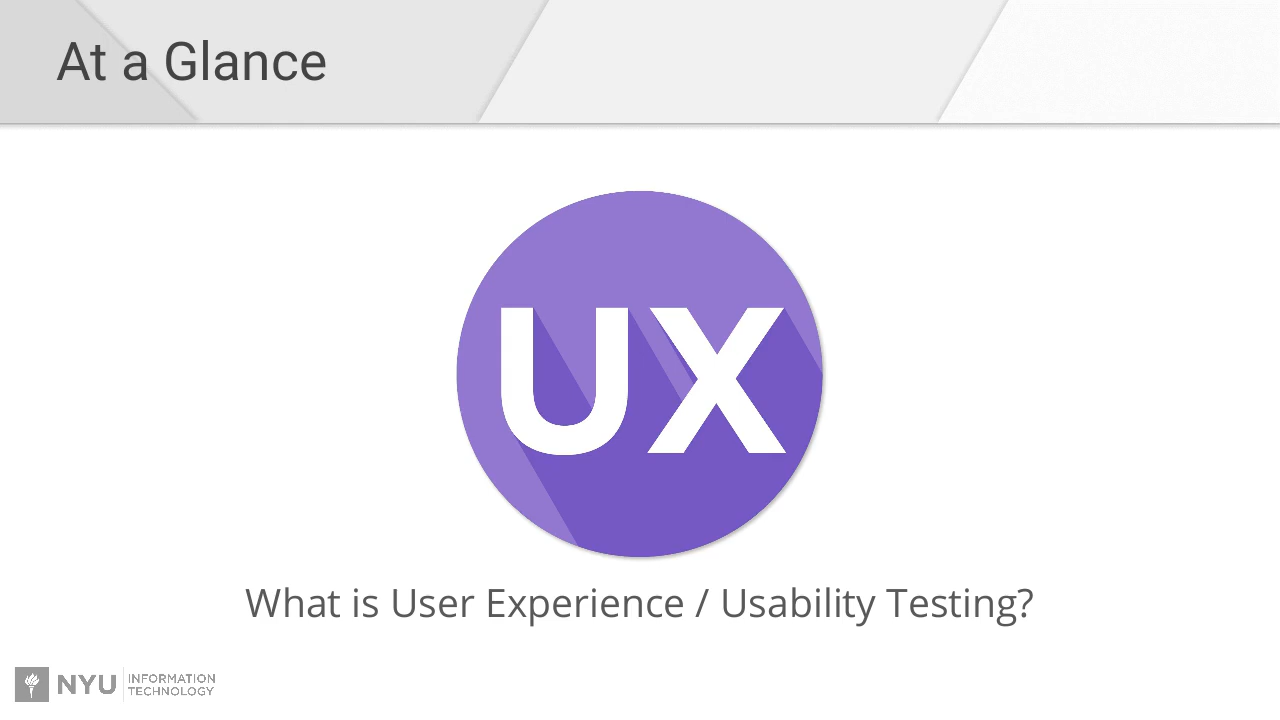 At a Glance
UX
What is User Experience / Usability Testing?
NYU
INFORMATION
TECHNOLOGY